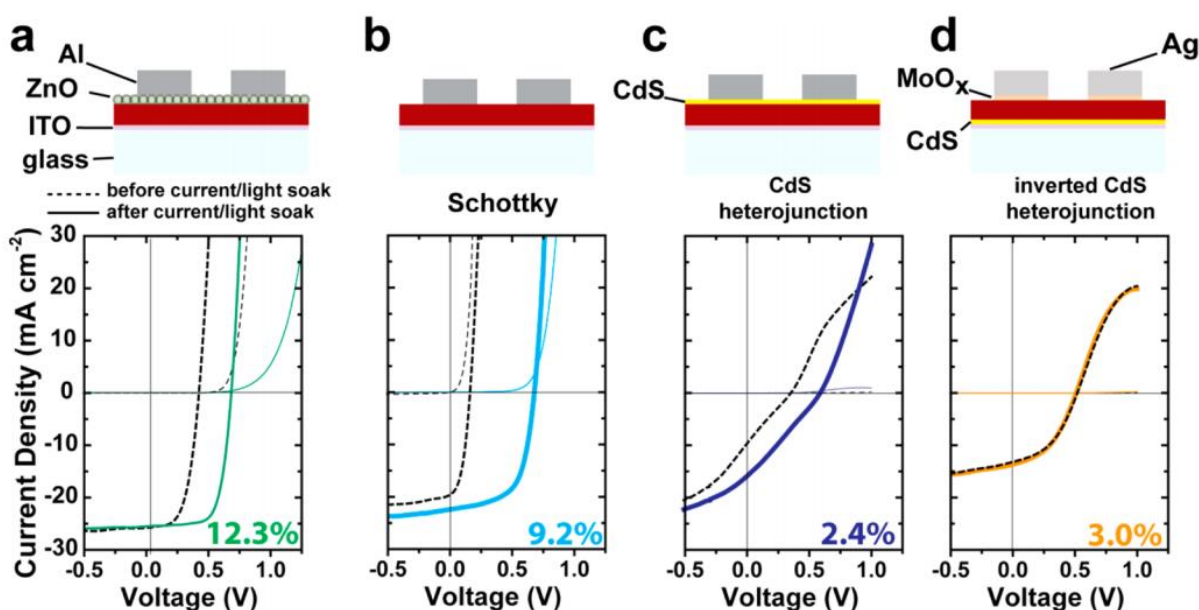 a
b
c
d
Al
ZnO
ITO
glass
CdS
Ag
MoOx
CdS
before current/light soak
after current/light soak
Schottky
CdS
heterojunction
inverted CdS
heterojunction
Current Density (mA cm-2)
30
20
10
0
-10
-20
-30
12.3%
9.2%
2.4%
3.0%
-0.5 0.0 0.5 1.0
-0.5 0.0 0.5 1.0
-0.5 0.0 0.5 1.0
-0.5 0.0 0.5 1.0
Voltage (V)
Voltage (V)
Voltage (V)
Voltage (V)